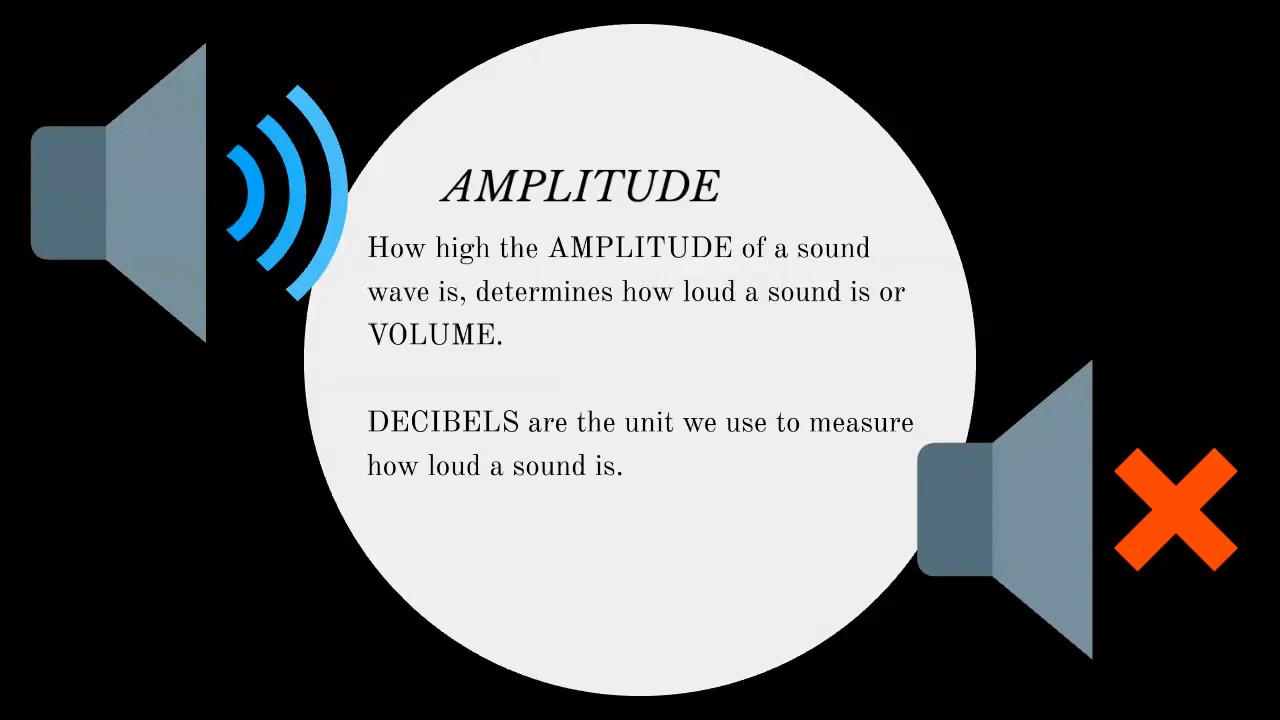 AMPLITUDE
How high the AMPLITUDE of a sound
wave is, determines how loud a sound is or
VOLUME.
DECIBELS are the unit we use to measure
how loud a sound is.